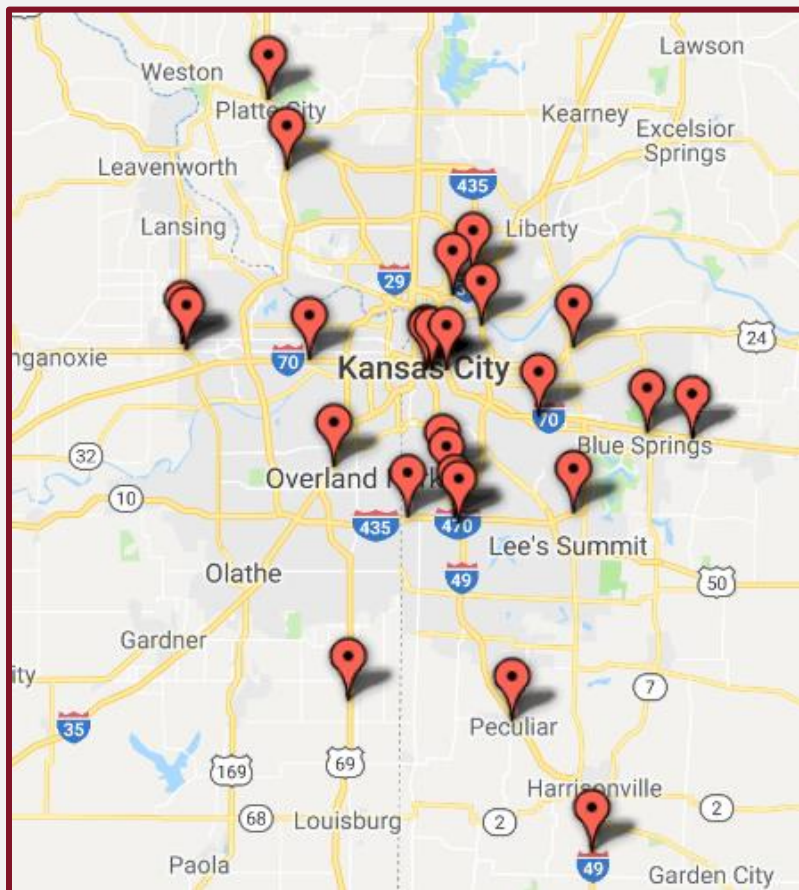 Lawson
Weston
Platte City
Kearney
Excelsior
Springs
Leavenworth
435
Lansing
Liberty
29
24
nganoxie
70
Kansas City
70
Blue Springs
32
Overland Park
10
435
470
Lee's Summit
Olathe
49
50
Gardner
ity
7
35
Peculiar
169
69
Harrisonville
68
Louisburg
2
2
Paola
49
Garden City